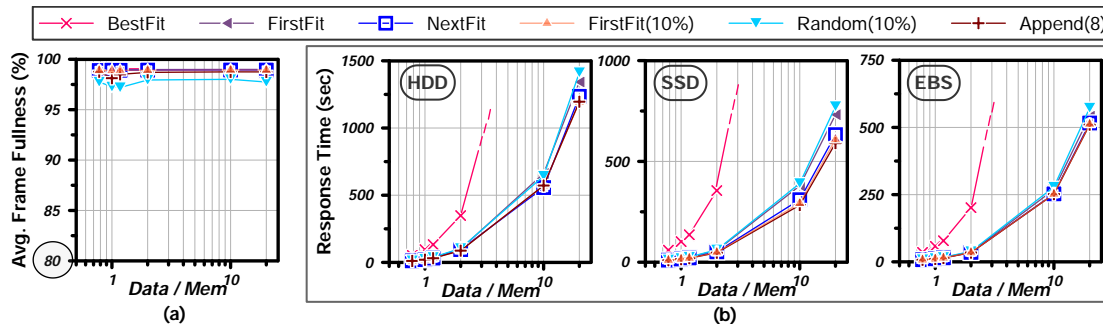 BestFit FirstFit NextFit FirstFit(10%) Random(10%) Append(8)
Avg. Frame Fullness (%)
100
95
90
85
80
1 10
Data / Mem
(a)
Response Time (sec)
HDD
1500
1000
500
0
1 10
Data / Mem
SSD
1000
500
0
1 10
Data / Mem
(b)
EBS
750
500
250
0
1 10
Data / Mem